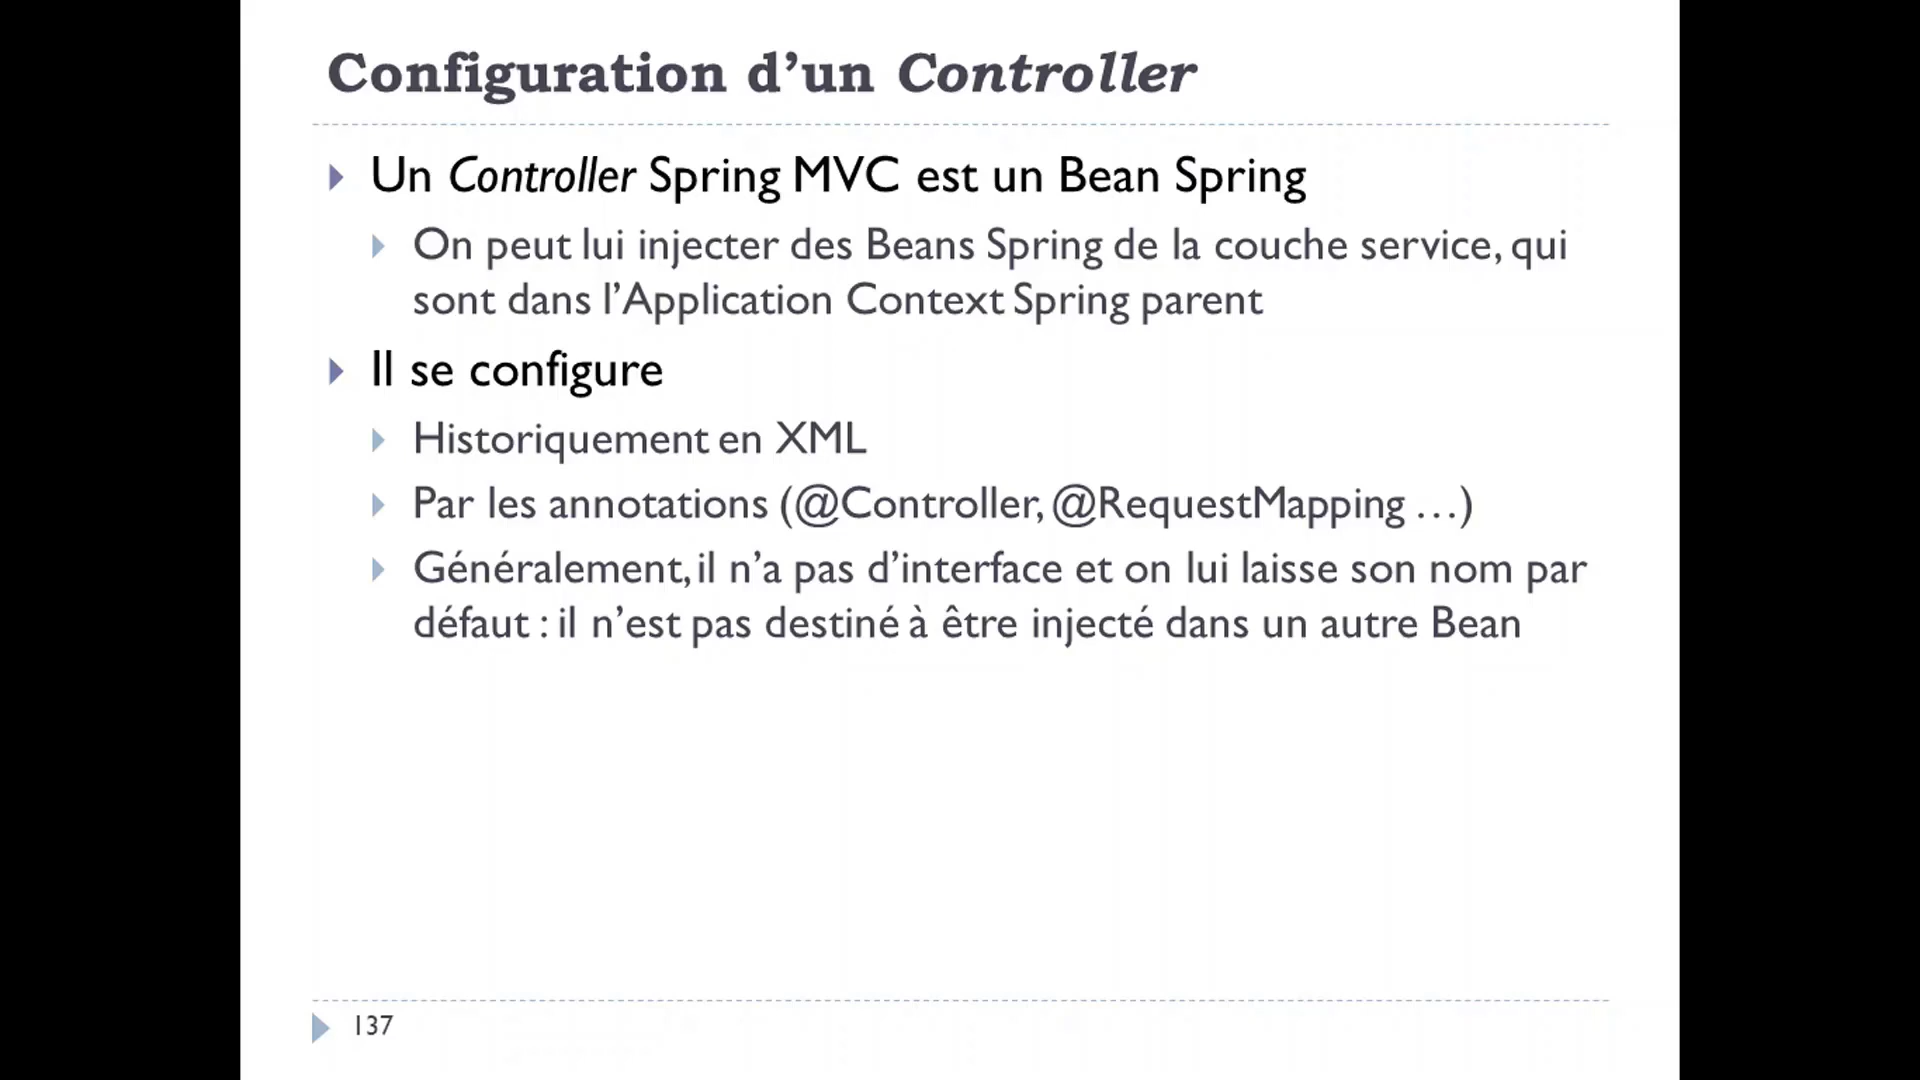 Configuration d’un Controller
Un Controller Spring MVC est un Bean Spring
On peut lui injecter des Beans Spring de la couche service, qui
sont dans l’Application Context Spring parent
Il se configure
Historiquement en XML
Par les annotations (@Controller, @RequestMapping …)
Généralement, il n’a pas d’interface et on lui laisse son nom par
défaut : il n’est pas destiné à être injecté dans un autre Bean
137